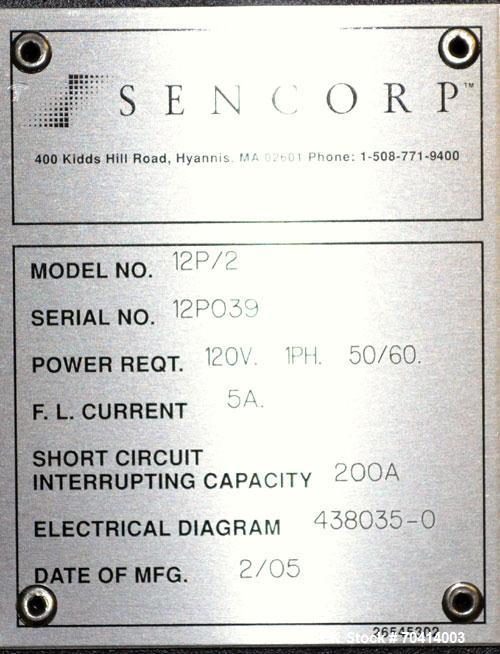 SENCORP™
400 Kidds Hill Road, Hyannis, MA 02601 Phone: 1-508-771-9400
MODEL NO. 12P/2
SERIAL NO. 12P039
POWER REQT. 120V. 1PH. 50/60.
F. L. CURRENT 5A.
SHORT CIRCUIT
INTERRUPTING CAPACITY 200A
ELECTRICAL DIAGRAM 438035-0
DATE OF MFG. 2/05
Stock # 70414003